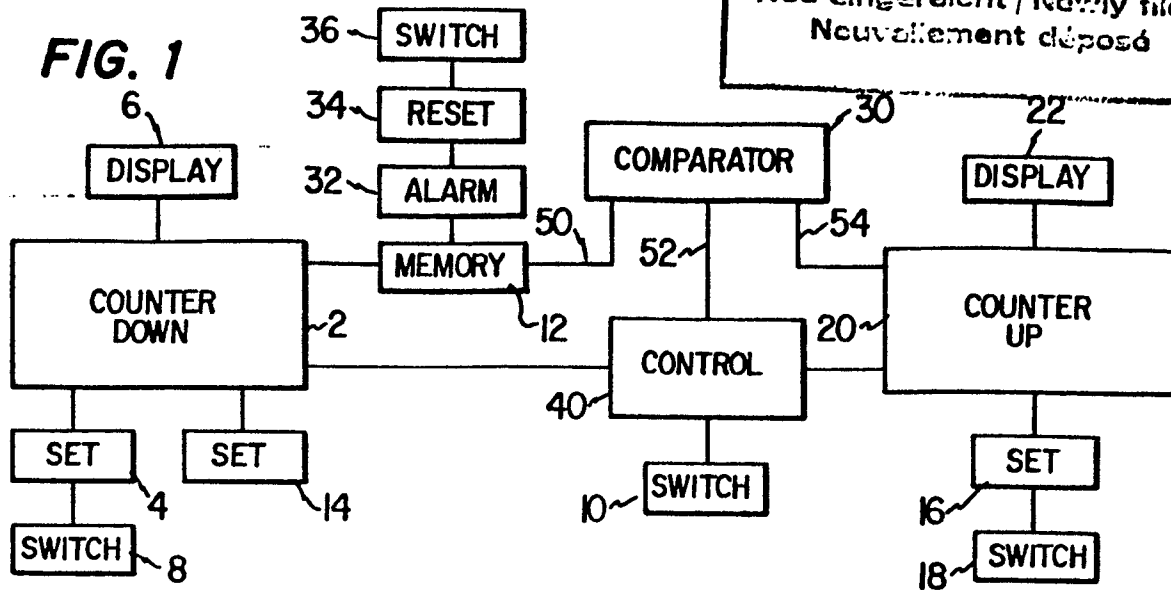 Nouvellement déposé
FIG. 1
36 SWITCH
34 RESET
32 ALARM
6
DISPLAY
30
COMPARATOR
22
DISPLAY
50
52
54
MEMORY
12
COUNTER
DOWN
2
CONTROL
40
20
COUNTER
UP
SET
4
SET
14
SWITCH
8
10 SWITCH
SET
16
SWITCH
18